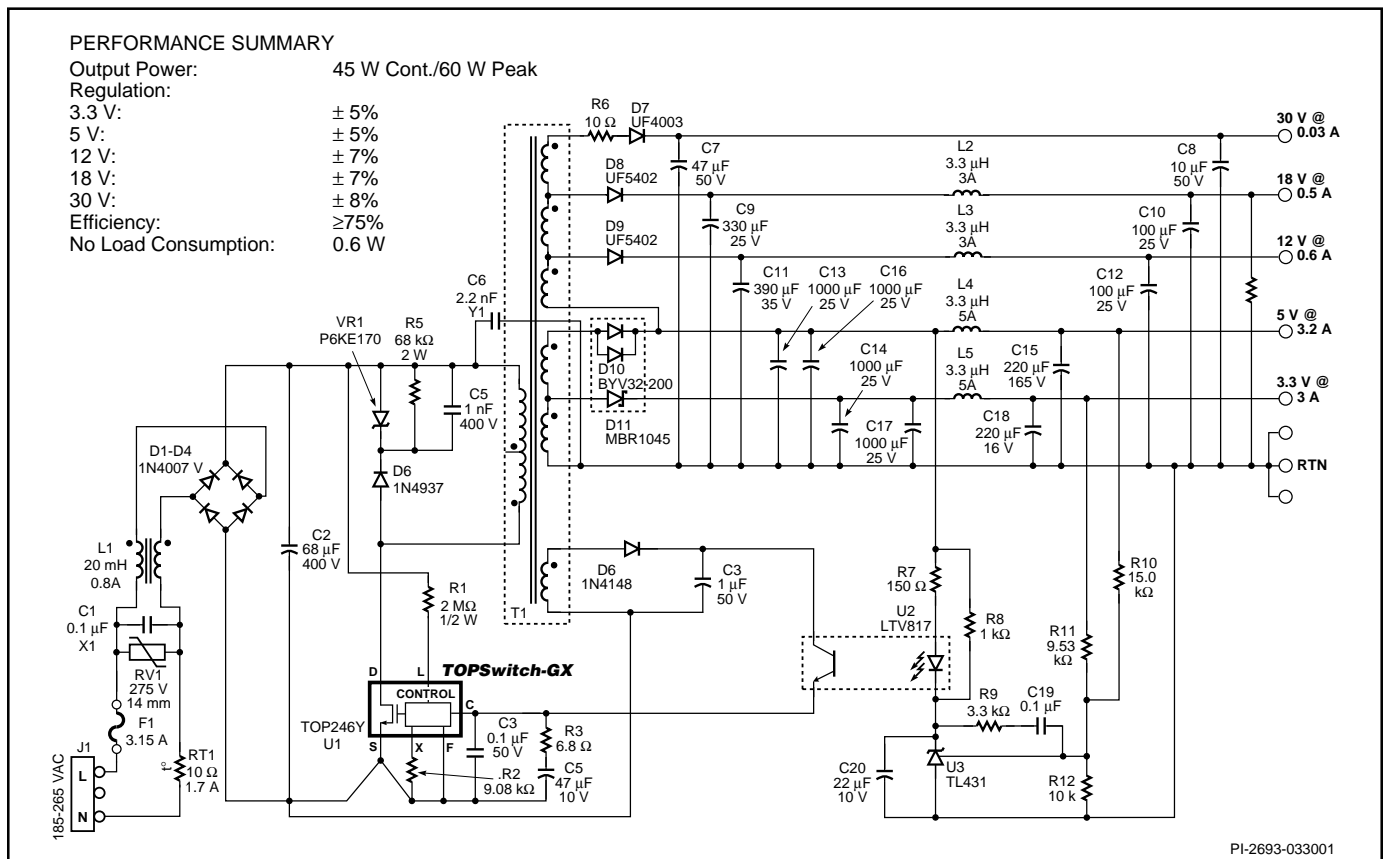 PERFORMANCE SUMMARY
Output Power: 45 W Cont./60 W Peak
Regulation:
3.3 V: ± 5%
5 V: ± 5%
12 V: ± 7%
18 V: ± 7%
30 V: ± 8%
Efficiency: ≥75%
No Load Consumption: 0.6 W
R6
10 Ω
D7
UF4003
30 V @
0.03 A
C7
47 µF
50 V
L2
3.3 µH
3A
C8
10 µF
50 V
D8
UF5402
18 V @
0.5 A
C9
330 µF
25 V
L3
3.3 µH
3A
C10
100 µF
25 V
D9
UF5402
12 V @
0.6 A
C6
2.2 nF
Y1
C11
390 µF
35 V
C13
1000 µF
25 V
C16
1000 µF
25 V
L4
3.3 µH
5A
C12
100 µF
25 V
VR1
P6KE170
R5
68 kΩ
2 W
5 V @
3.2 A
D10
BYV32-200
C14
1000 µF
25 V
L5
3.3 µH
5A
C15
220 µF
165 V
C5
1 nF
400 V
3.3 V @
3 A
D11
MBR1045
C17
1000 µF
25 V
C18
220 µF
16 V
D1-D4
1N4007 V
D6
1N4937
RTN
L1
20 mH
0.8A
C2
68 µF
400 V
D6
1N4148
C3
1 µF
50 V
R7
150 Ω
R10
15.0
kΩ
R1
2 MΩ
1/2 W
T1
C1
0.1 µF
X1
U2
LTV817
R8
1 kΩ
R11
9.53
kΩ
RV1
275 V
14 mm
TOPSwitch-GX
D
L
CONTROL
C
R9
3.3 kΩ
C19
0.1 µF
F1
3.15 A
TOP246Y
U1
S
X
F
C3
0.1 µF
50 V
R3
6.8 Ω
J1
L
N
185-265 VAC
t°
RT1
10 Ω
1.7 A
.R2
9.08 kΩ
C5
47 µF
10 V
C20
22 µF
10 V
U3
TL431
R12
10 k
PI-2693-033001